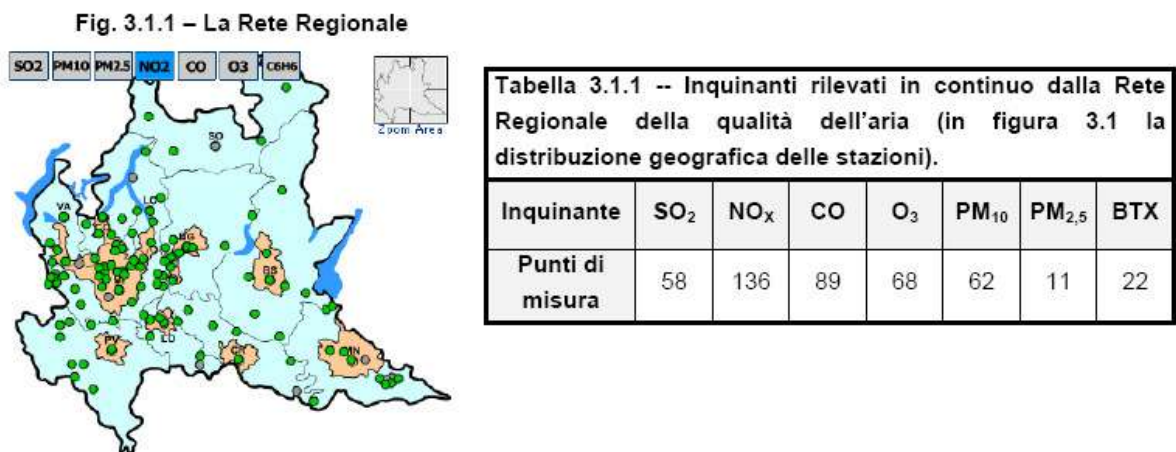 Fig. 3.1.1 – La Rete Regionale
SO2 PM10 PM2.5 NO2 CO O3 C6H6
Zoom Area
SO
VA
LC
BG
BS
PV
LO
CR
MN
Tabella 3.1.1 -- Inquinanti rilevati in continuo dalla Rete
Regionale della qualità dell'aria (in figura 3.1 la
distribuzione geografica delle stazioni).
Inquinante SO₂ NOₓ CO O₃ PM₁₀ PM₂,₅ BTX
Punti di
misura 58 136 89 68 62 11 22